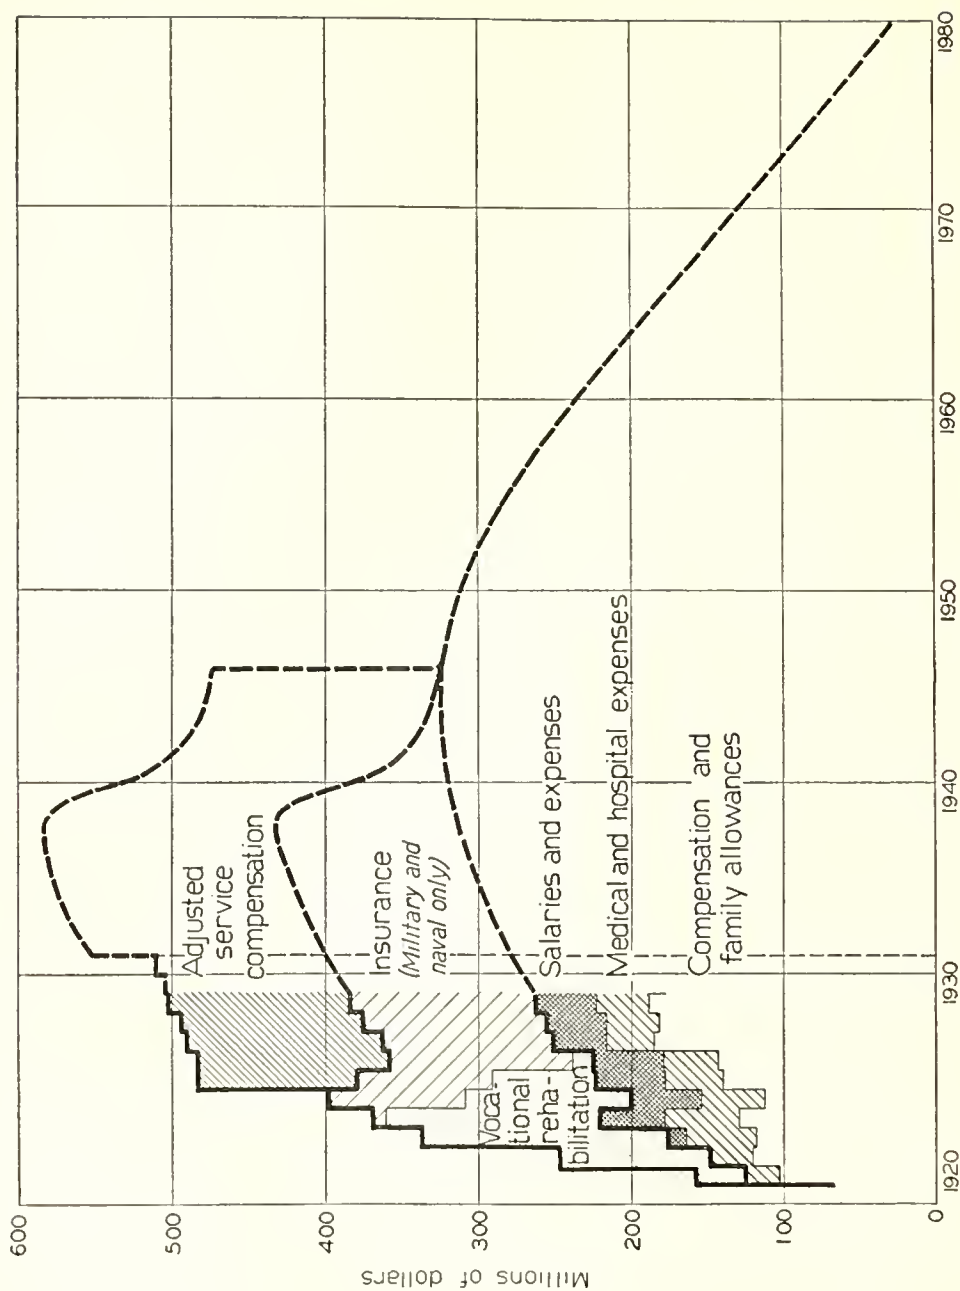 600
500
400
300
200
100
0
Millions of dollars
Adjusted
service
compensation
Insurance
(Military and
naval only)
Voca-
tional
reha-
bilitation
Salaries and expenses
Medical and hospital expenses
Compensation and
family allowances
1920
1930
1940
1950
1960
1970
1980